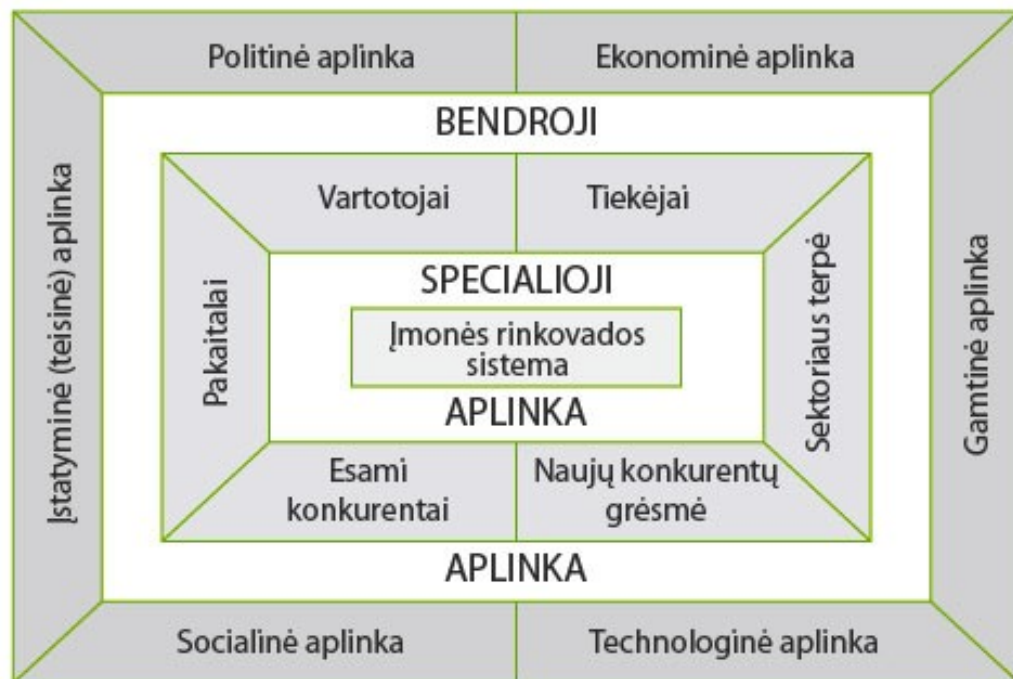 Politinė aplinka
Ekonominė aplinka
BENDROJI
Įstatyminė (teisinė) aplinka
Gamtinė aplinka
Vartotojai
Tiekėjai
Pakaitalai
Sektoriaus terpė
SPECIALIOJI
Įmonės rinkovados
sistema
APLINKA
Esami
konkurentai
Naujų konkurentų
grėsmė
APLINKA
Socialinė aplinka
Technologinė aplinka